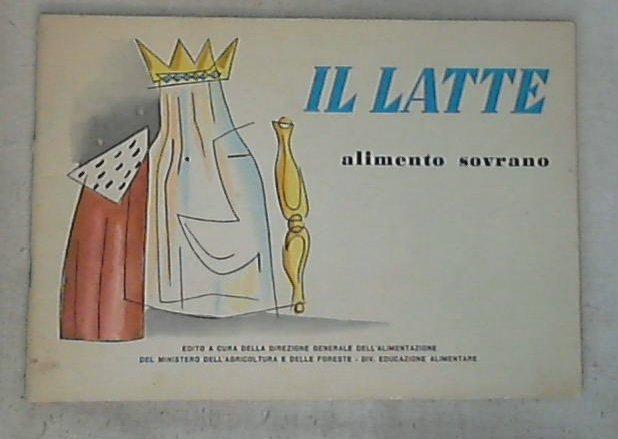 IL LATTE
alimento sovrano
EDITO A CURA DELLA DIREZIONE GENERALE DELL'ALIMENTAZIONE
DEL MINISTERO DELL'AGRICOLTURA E DELLE FORESTE - DIV. EDUCAZIONE ALIMENTARE